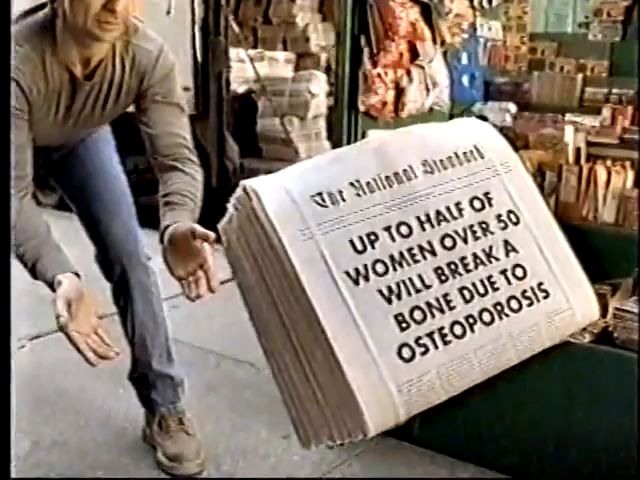 The National Standard
UP TO HALF OF
WOMEN OVER 50
WILL BREAK A
BONE DUE TO
OSTEOPOROSIS